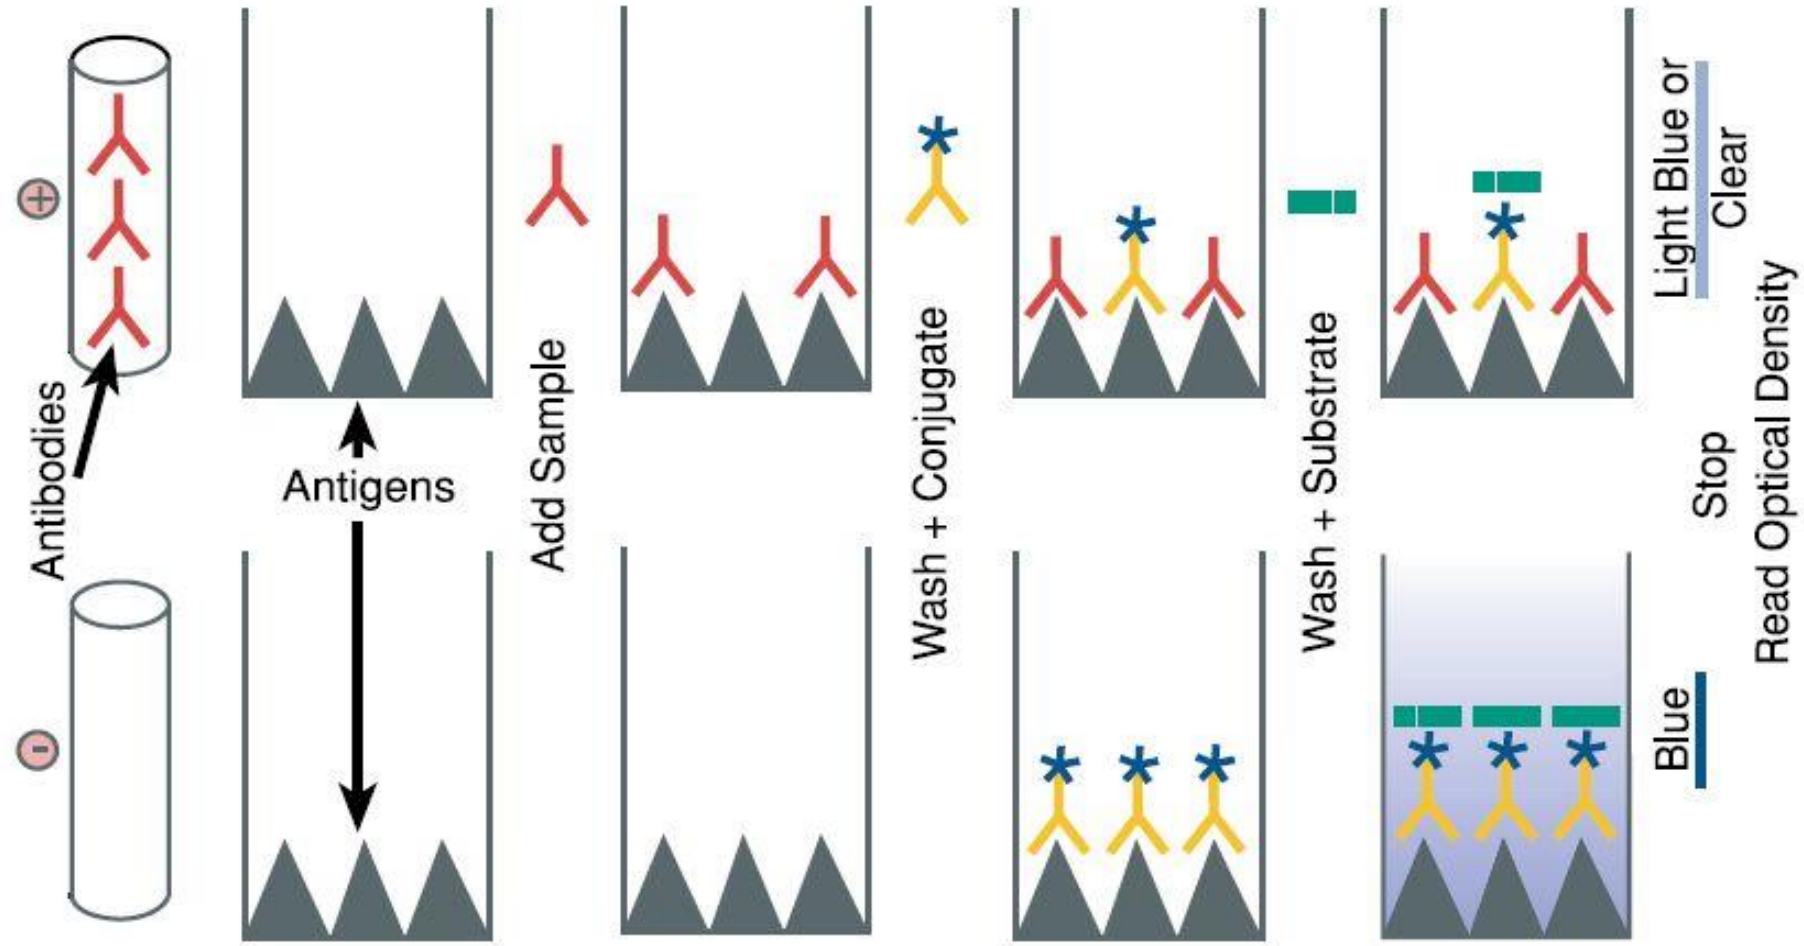 +
Antibodies
-
Antigens
Add Sample
Wash + Conjugate
Wash + Substrate
Light Blue or
Clear
Blue
Stop
Read Optical Density